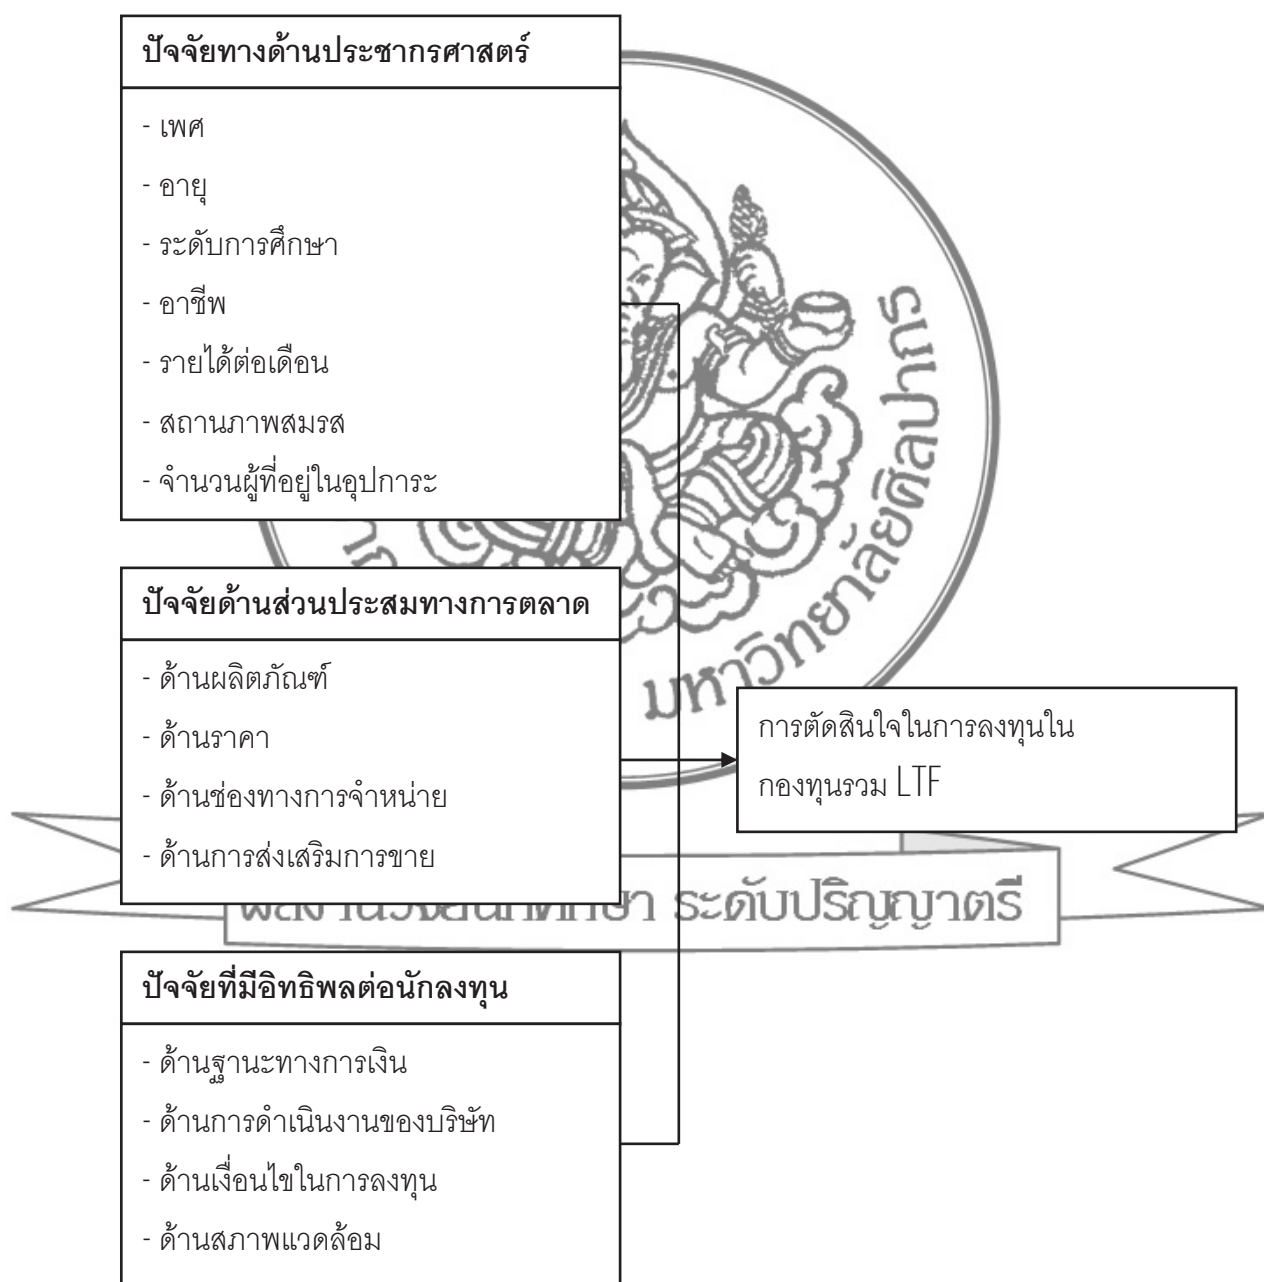 ปัจจัยทางด้านประชากรศาสตร์
- เพศ
- อายุ
- ระดับการศึกษา
- อาชีพ
- รายได้ต่อเดือน
- สถานภาพสมรส
- จำนวนผู้ที่อยู่ในอุปการะ
ปัจจัยด้านส่วนประสมทางการตลาด
- ด้านผลิตภัณฑ์
- ด้านราคา
- ด้านช่องทางการจำหน่าย
- ด้านการส่งเสริมการขาย
การตัดสินใจในการลงทุนใน
กองทุนรวม LTF
ปัจจัยที่มีอิทธิพลต่อนักลงทุน
- ด้านฐานะทางการเงิน
- ด้านการดำเนินงานของบริษัท
- ด้านเงื่อนไขในการลงทุน
- ด้านสภาพแวดล้อม
มหาวิทยาลัยศิลปากร
ระดับปริญญาตรี